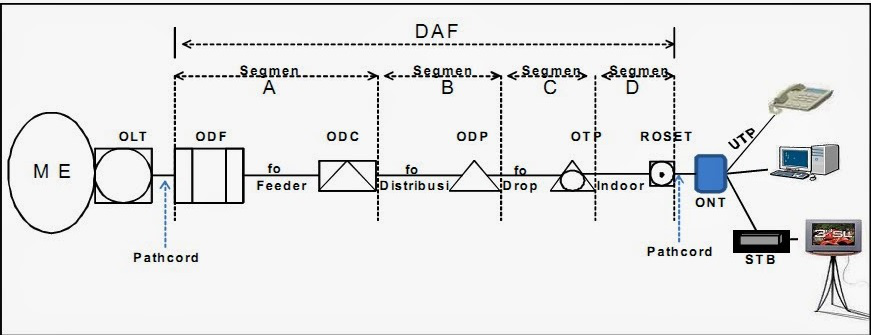 DAF
Segmen
A
Segmen
B
Segmen
C
Segmen
D
OLT
ODF
ODC
ODP
OTP
ROSET
UTP
M E
fo
Feeder
fo
Distribusi
fo
Drop
Indoor
ONT
Pathcord
Pathcord
STB